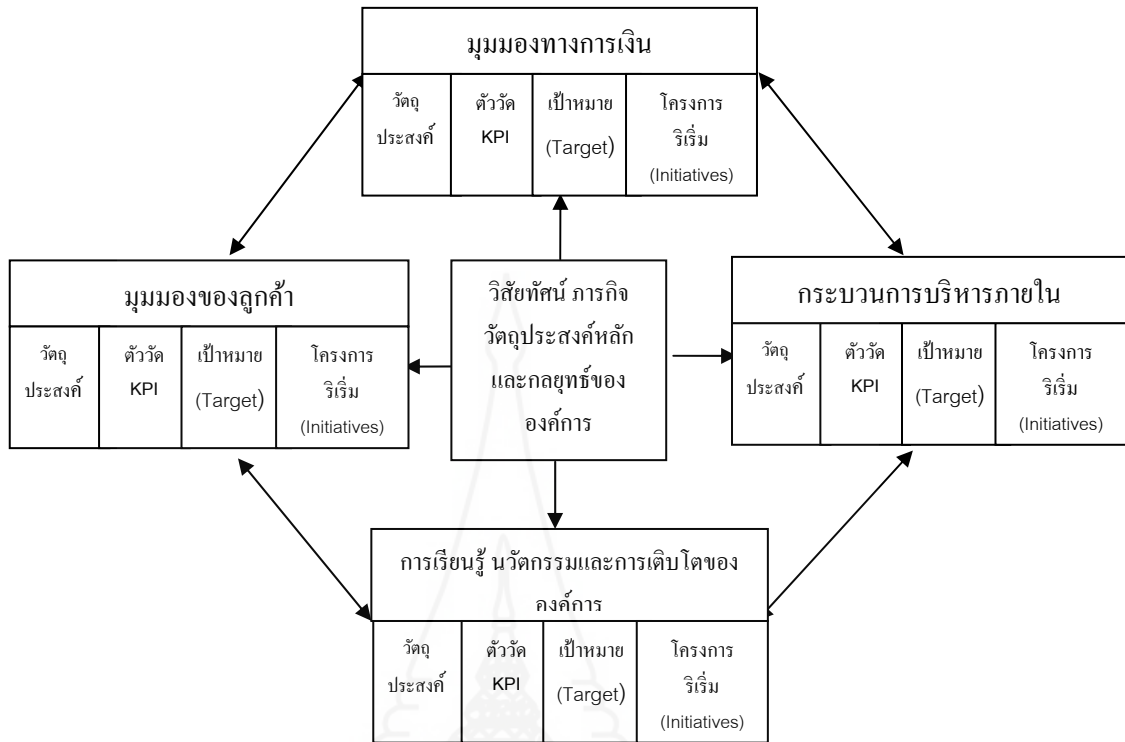 มุมมองทางการเงิน
วัตถุ
ประสงค์
ตัววัด
KPI
เป้าหมาย
(Target)
โครงการ
ริเริ่ม
(Initiatives)
มุมมองของลูกค้า
วัตถุ
ประสงค์
ตัววัด
KPI
เป้าหมาย
(Target)
โครงการ
ริเริ่ม
(Initiatives)
วิสัยทัศน์ ภารกิจ
วัตถุประสงค์หลัก
และกลยุทธ์ของ
องค์การ
กระบวนการบริหารภายใน
วัตถุ
ประสงค์
ตัววัด
KPI
เป้าหมาย
(Target)
โครงการ
ริเริ่ม
(Initiatives)
การเรียนรู้ นวัตกรรมและการเติบโตของ
องค์การ
วัตถุ
ประสงค์
ตัววัด
KPI
เป้าหมาย
(Target)
โครงการ
ริเริ่ม
(Initiatives)